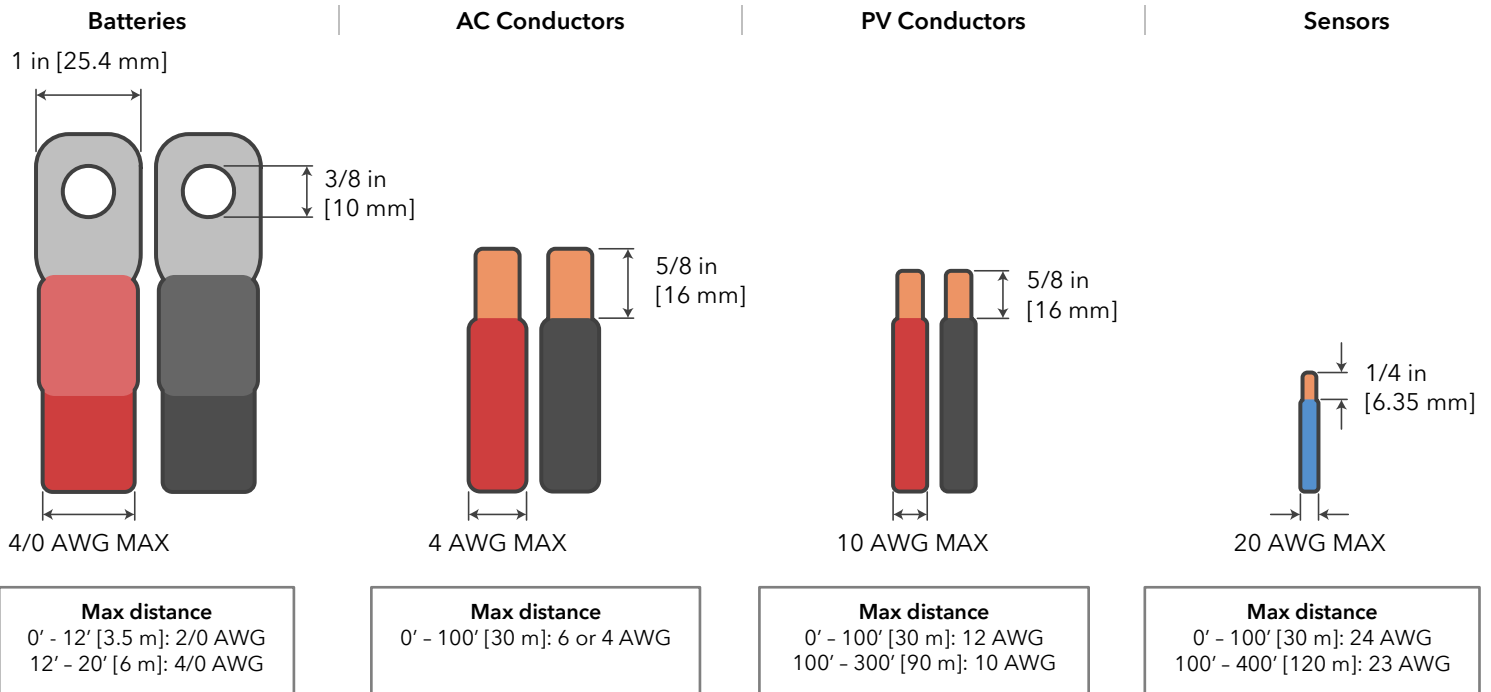 Batteries
1 in [25.4 mm]
3/8 in
[10 mm]
4/0 AWG MAX
Max distance
0′ - 12′ [3.5 m]: 2/0 AWG
12′ – 20′ [6 m]: 4/0 AWG
AC Conductors
5/8 in
[16 mm]
4 AWG MAX
Max distance
0′ – 100′ [30 m]: 6 or 4 AWG
PV Conductors
5/8 in
[16 mm]
10 AWG MAX
Max distance
0′ – 100′ [30 m]: 12 AWG
100′ – 300′ [90 m]: 10 AWG
Sensors
1/4 in
[6.35 mm]
20 AWG MAX
Max distance
0′ – 100′ [30 m]: 24 AWG
100′ – 400′ [120 m]: 23 AWG